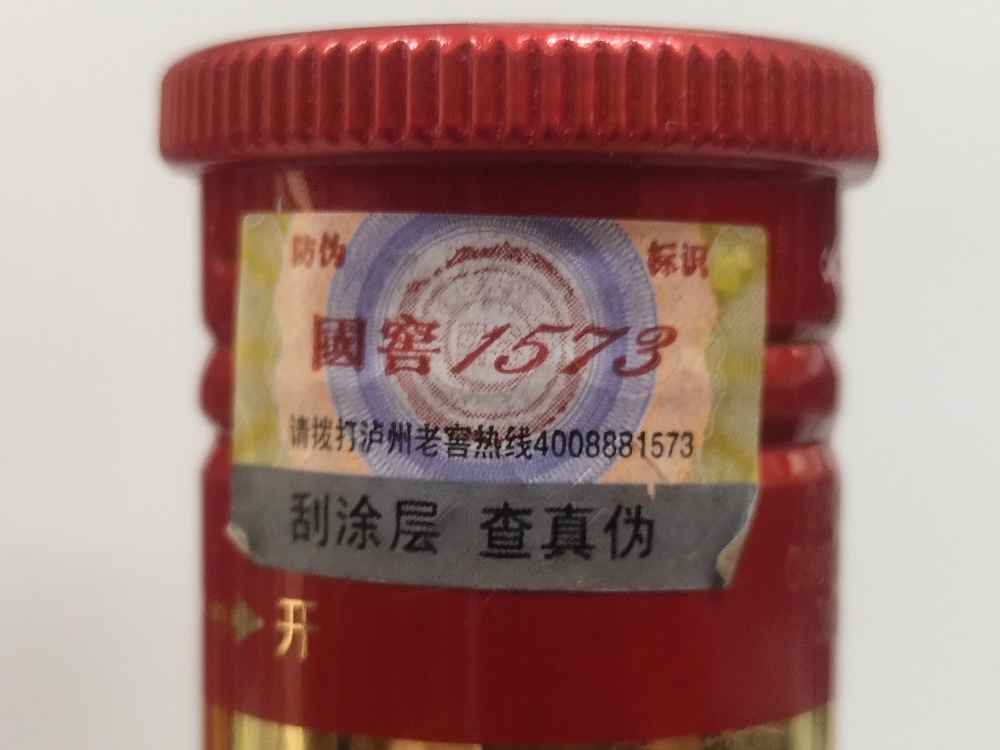 防伪 标识
國窖1573
请拨打泸州老窖热线4008881573
刮涂层 查真伪
开